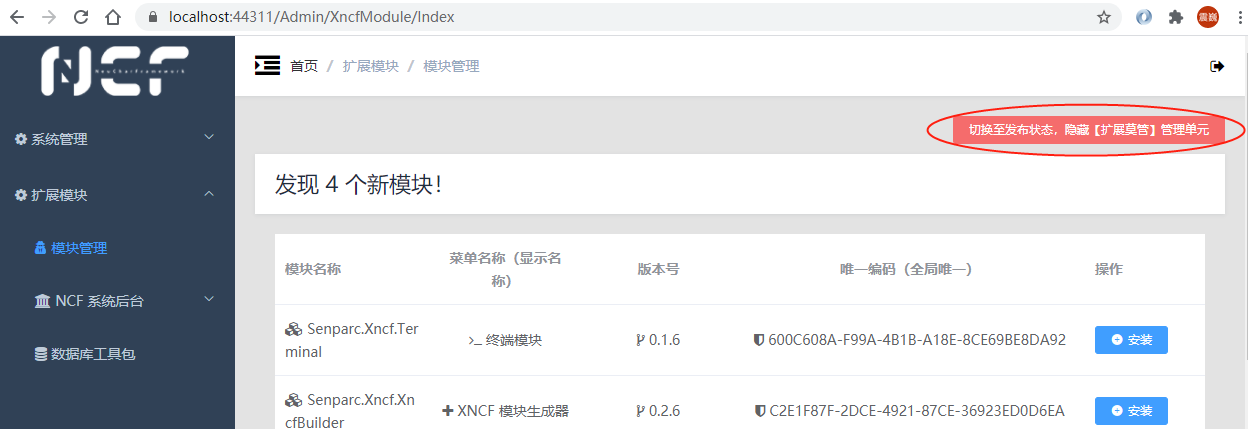 localhost:44311/Admin/XncfModule/Index
震巍
NCF
NeuCharFramework
首页 / 扩展模块 / 模块管理
系统管理
扩展模块
模块管理
NCF 系统后台
数据库工具包
切换至发布状态，隐藏【扩展莫管】管理单元
发现 4 个新模块！
模块名称 菜单名称（显示名称） 版本号 唯一编码（全局唯一） 操作
Senparc.Xncf.Terminal 终端模块 0.1.6 600C608A-F99A-4B1B-A18E-8CE69BE8DA92 安装
Senparc.Xncf.XncfBuilder XNCF 模块生成器 0.2.6 C2E1F87F-2DCE-4921-87CE-36923ED0D6EA 安装